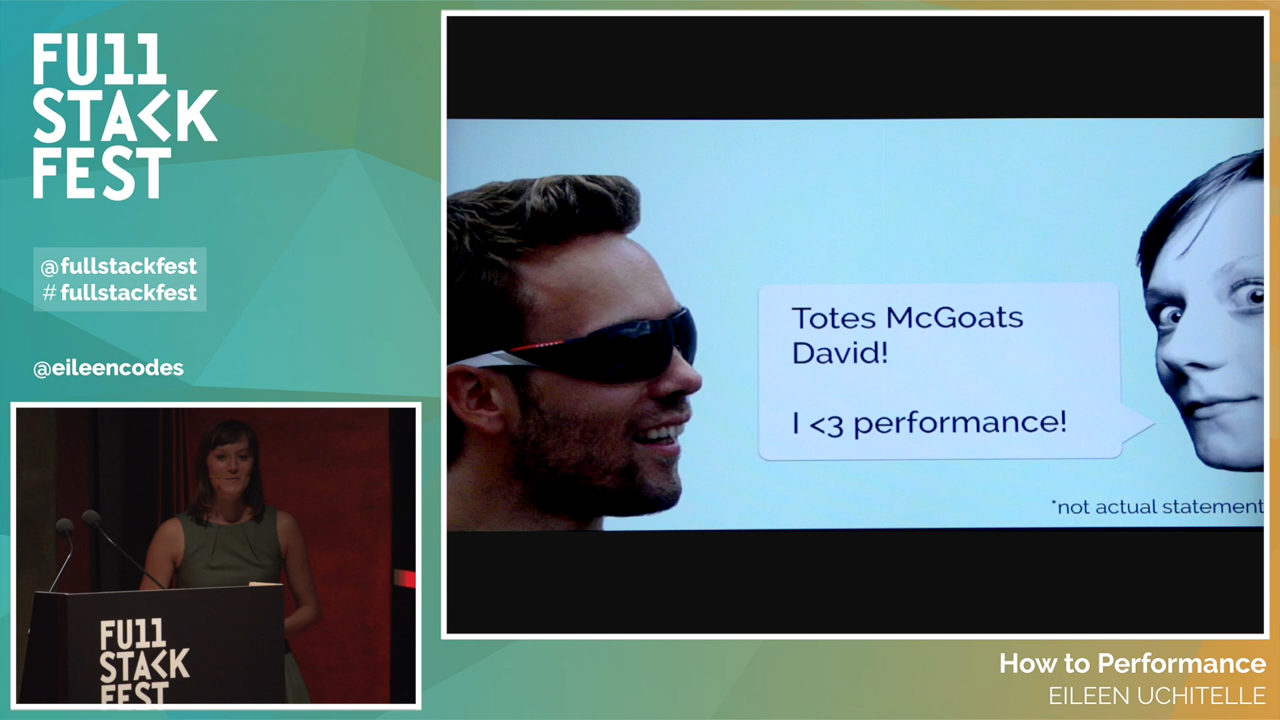 FU11
STACK
FEST
@fullstackfest
# fullstackfest
@eileencodes
FU11
STACK
FEST
Totes McGoats
David!
I <3 performance!
*not actual statement
How to Performance
EILEEN UCHITELLE